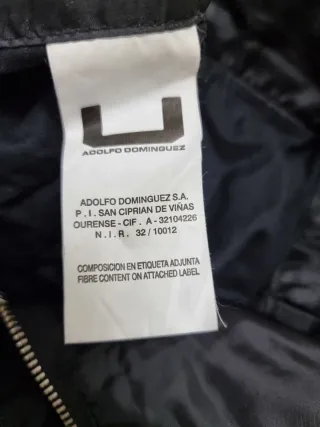 ADOLFO DOMINGUEZ
ADOLFO DOMINGUEZ S.A.
P . I . SAN CIPRIAN DE VIÑAS
OURENSE - CIF . A - 32104226
N . I . R . 32 / 10012
COMPOSICION EN ETIQUETA ADJUNTA
FIBRE CONTENT ON ATTACHED LABEL